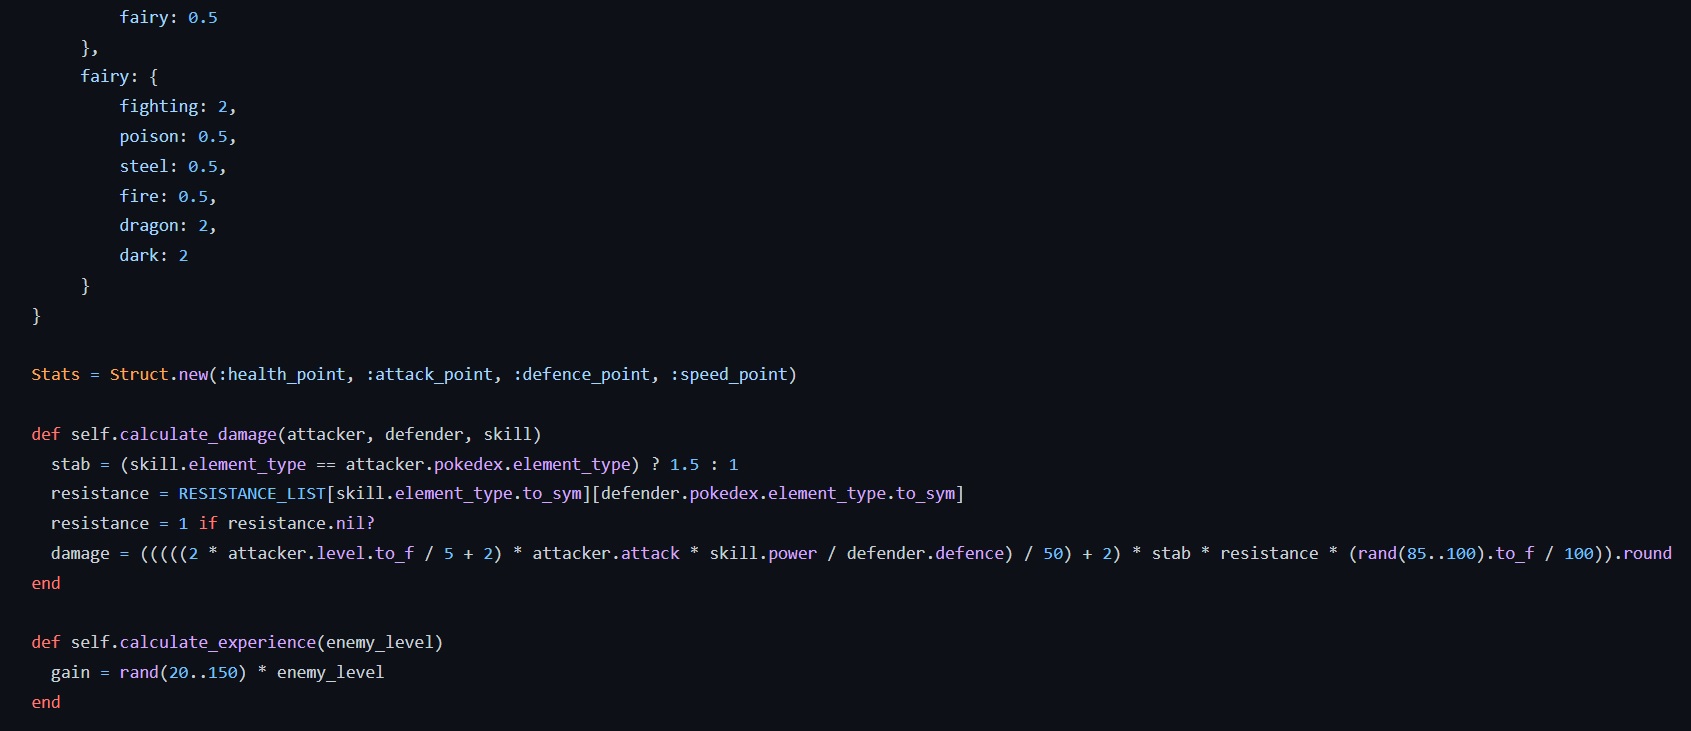 fairy: 0.5
},
fairy: {
fighting: 2,
poison: 0.5,
steel: 0.5,
fire: 0.5,
dragon: 2,
dark: 2
}
}
Stats = Struct.new(:health_point, :attack_point, :defence_point, :speed_point)
def self.calculate_damage(attacker, defender, skill)
stab = (skill.element_type == attacker.pokedex.element_type) ? 1.5 : 1
resistance = RESISTANCE_LIST[skill.element_type.to_sym][defender.pokedex.element_type.to_sym]
resistance = 1 if resistance.nil?
damage = (((((2 * attacker.level.to_f / 5 + 2) * attacker.attack * skill.power / defender.defence) / 50) + 2) * stab * resistance * (rand(85..100).to_f / 100)).round
end
def self.calculate_experience(enemy_level)
gain = rand(20..150) * enemy_level
end